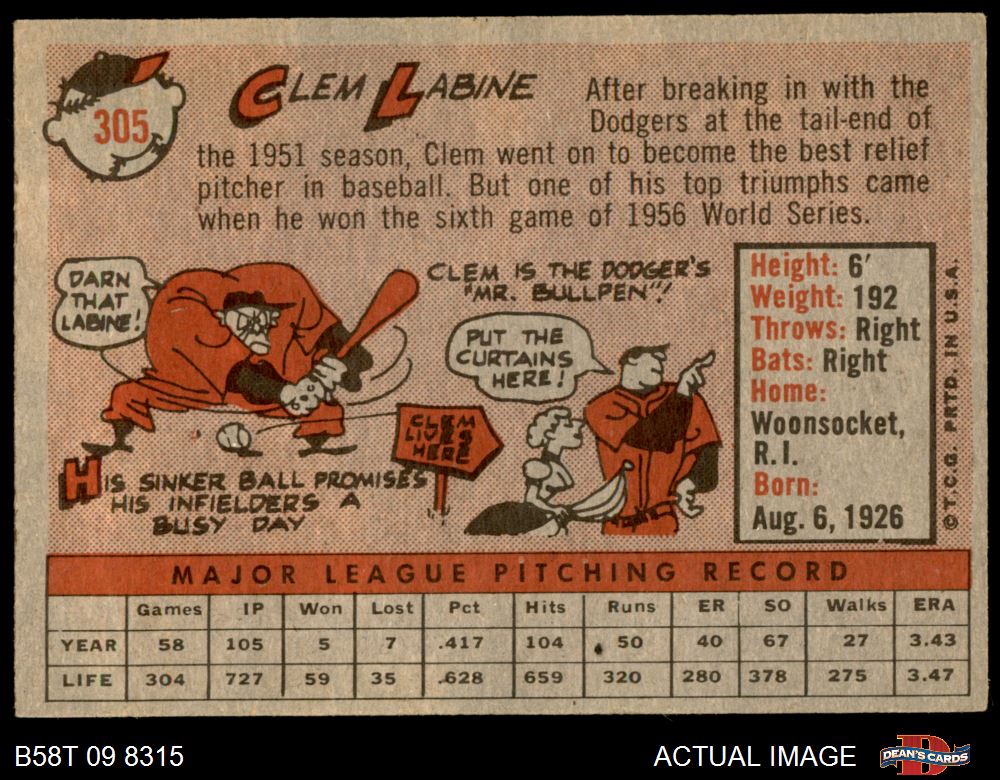 305
CLEM LABINE
After breaking in with the
Dodgers at the tail-end of
the 1951 season, Clem went on to become the best relief
pitcher in baseball. But one of his top triumphs came
when he won the sixth game of 1956 World Series.
DARN
THAT
LABINE!
CLEM IS THE DODGER'S
"MR. BULLPEN"!
PUT THE
CURTAINS
HERE!
CLEM
LIVES
HERE
HIS SINKER BALL PROMISES
HIS INFIELDERS A
BUSY DAY
Height: 6'
Weight: 192
Throws: Right
Bats: Right
Home:
Woonsocket,
R.I.
Born:
Aug. 6, 1926
©T.C.G. PRTD. IN U.S.A.
MAJOR LEAGUE PITCHING RECORD
Games IP Won Lost Pct Hits Runs ER SO Walks ERA
YEAR 58 105 5 7 .417 104 50 40 67 27 3.43
LIFE 304 727 59 35 .628 659 320 280 378 275 3.47
B58T 09 8315
ACTUAL IMAGE
D
DEAN'S CARDS